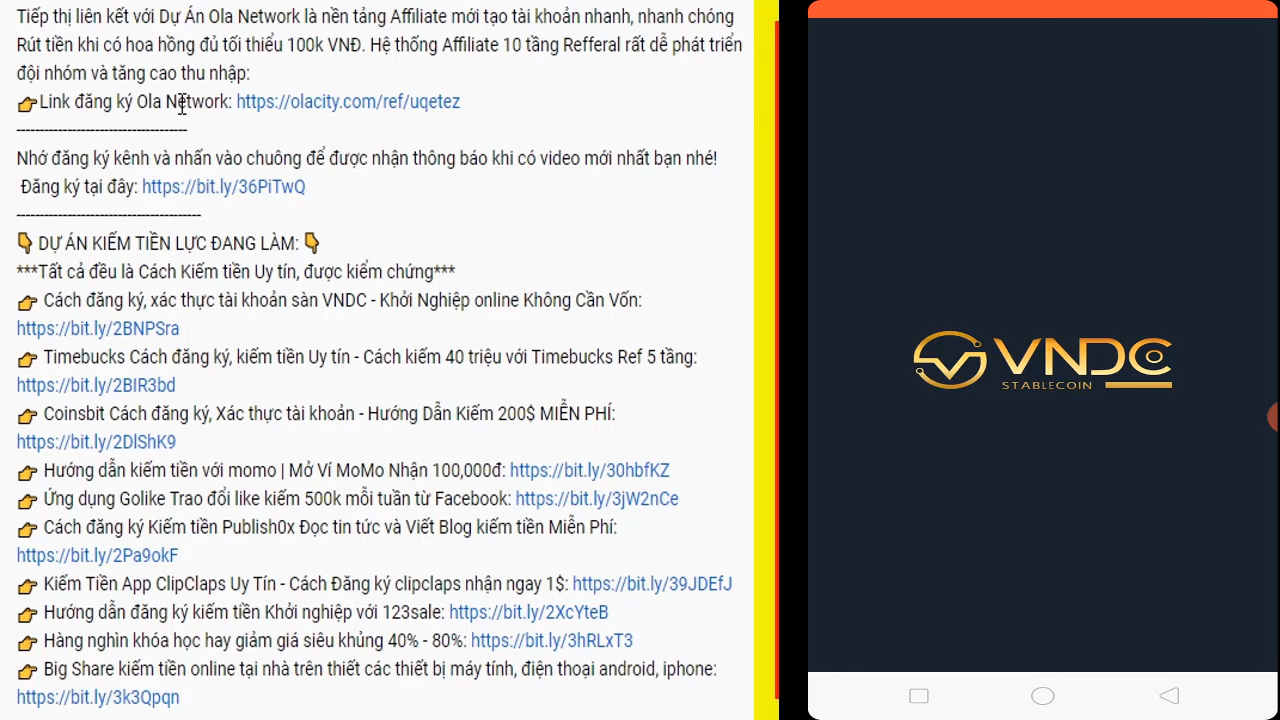 Tiếp thị liên kết với Dự Án Ola Network là nền tảng Affiliate mới tạo tài khoản nhanh, nhanh chóng
Rút tiền khi có hoa hồng đủ tối thiểu 100k VNĐ. Hệ thống Affiliate 10 tầng Refferal rất dễ phát triển
đội nhóm và tăng cao thu nhập:
👉Link đăng ký Ola Network: https://olacity.com/ref/uqetez
-------------------------------------
Nhớ đăng ký kênh và nhấn vào chuông để được nhận thông báo khi có video mới nhất bạn nhé!
Đăng ký tại đây: https://bit.ly/36PiTwQ
----------------------------------------
👇 DỰ ÁN KIẾM TIỀN LỰC ĐANG LÀM: 👇
***Tất cả đều là Cách Kiếm tiền Uy tín, được kiểm chứng***
👉 Cách đăng ký, xác thực tài khoản sàn VNDC - Khởi Nghiệp online Không Cần Vốn:
https://bit.ly/2BNPSra
👉 Timebucks Cách đăng ký, kiếm tiền Uy tín - Cách kiếm 40 triệu với Timebucks Ref 5 tầng:
https://bit.ly/2BIR3bd
👉 Coinsbit Cách đăng ký, Xác thực tài khoản - Hướng Dẫn Kiếm 200$ MIỄN PHÍ:
https://bit.ly/2DlShK9
👉 Hướng dẫn kiếm tiền với momo | Mở Ví MoMo Nhận 100,000đ: https://bit.ly/30hbfKZ
👉 Ứng dụng Golike Trao đổi like kiếm 500k mỗi tuần từ Facebook: https://bit.ly/3jW2nCe
👉 Cách đăng ký Kiếm tiền Publish0x Đọc tin tức và Viết Blog kiếm tiền Miễn Phí:
https://bit.ly/2Pa9okF
👉 Kiếm Tiền App ClipClaps Uy Tín - Cách Đăng ký clipclaps nhận ngay 1$: https://bit.ly/39JDEfJ
👉 Hướng dẫn đăng ký kiếm tiền Khởi nghiệp với 123sale: https://bit.ly/2XcYteB
👉 Hàng nghìn khóa học hay giảm giá siêu khủng 40% - 80%: https://bit.ly/3hRLxT3
👉 Big Share kiếm tiền online tại nhà trên thiết các thiết bị máy tính, điện thoại android, iphone:
https://bit.ly/3k3Qpqn
VNDC
STABLECOIN